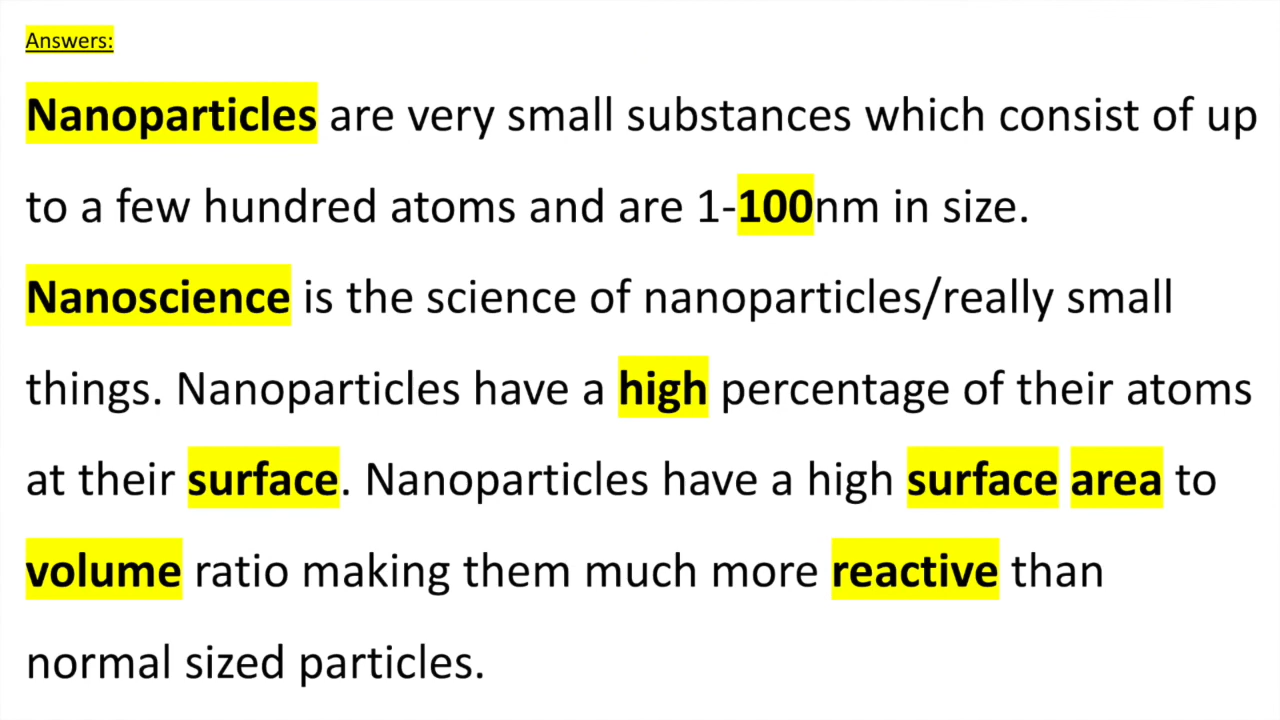 Answers:
Nanoparticles are very small substances which consist of up
to a few hundred atoms and are 1-100nm in size.
Nanoscience is the science of nanoparticles/really small
things. Nanoparticles have a high percentage of their atoms
at their surface. Nanoparticles have a high surface area to
volume ratio making them much more reactive than
normal sized particles.